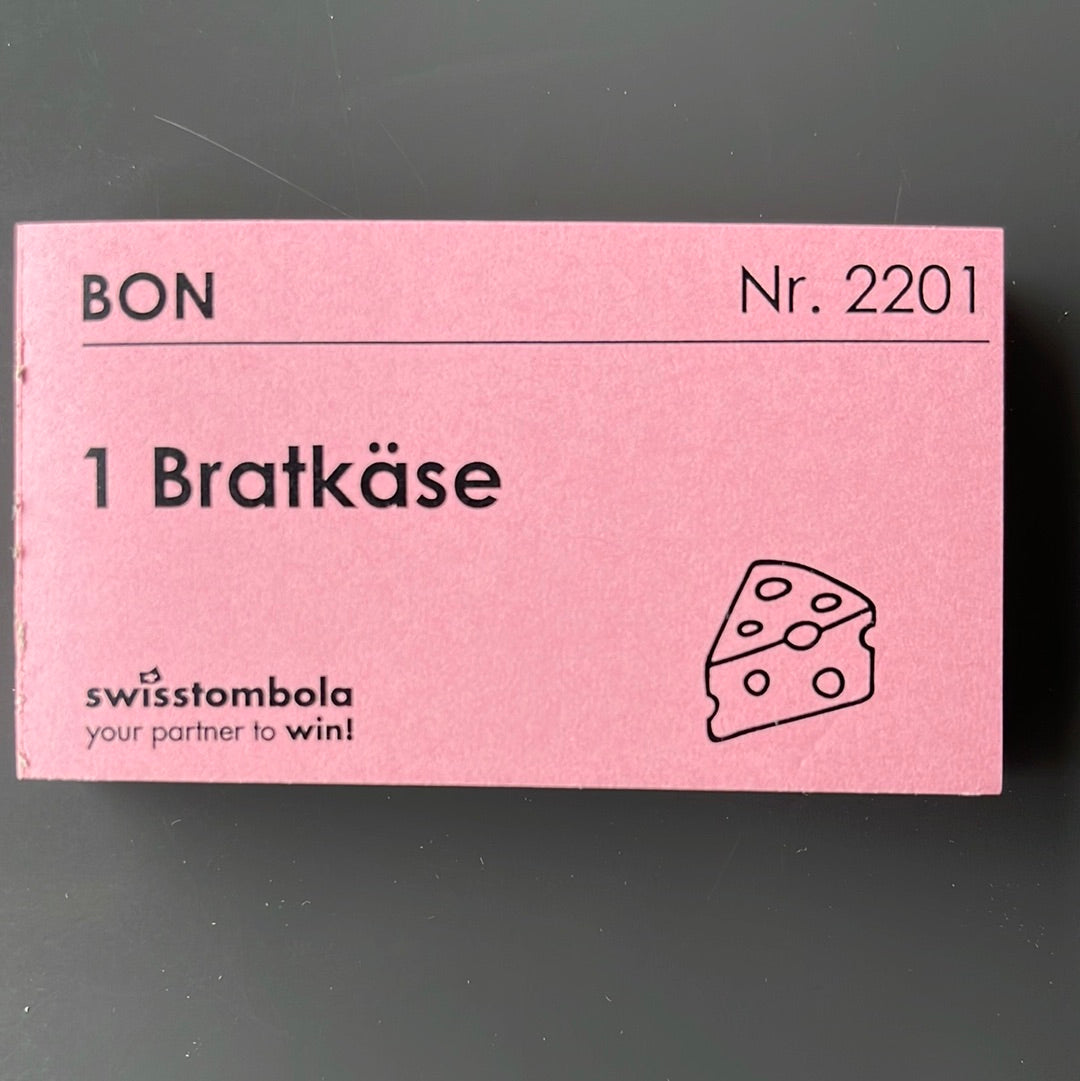 BON
Nr. 2201
1 Bratkäse
swisstombola
your partner to win!